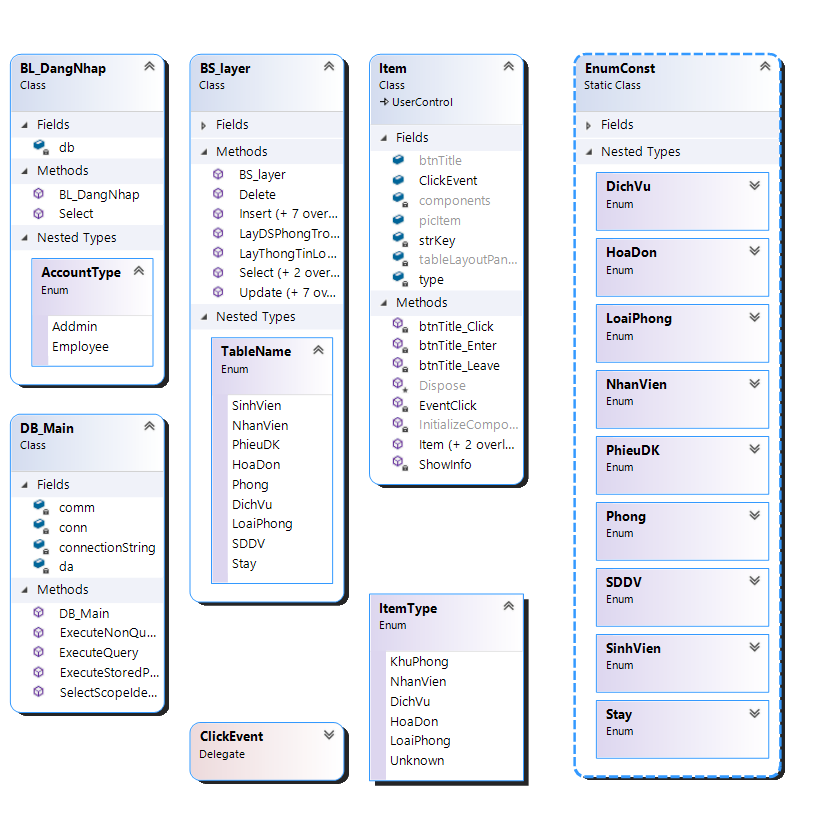 BL_DangNhap
Class
Fields
db
Methods
BL_DangNhap
Select
Nested Types
AccountType
Enum
Addmin
Employee
DB_Main
Class
Fields
comm
conn
connectionString
da
Methods
DB_Main
ExecuteNonQu...
ExecuteQuery
ExecuteStoredP...
SelectScopeIde...
BS_layer
Class
Fields
Methods
BS_layer
Delete
Insert (+ 7 over...
LayDSPhongTro...
LayThongTinLo...
Select (+ 2 over...
Update (+ 7 ov...
Nested Types
TableName
Enum
SinhVien
NhanVien
PhieuDK
HoaDon
Phong
DichVu
LoaiPhong
SDDV
Stay
ClickEvent
Delegate
Item
Class
UserControl
Fields
btnTitle
ClickEvent
components
picItem
strKey
tableLayoutPan...
type
Methods
btnTitle_Click
btnTitle_Enter
btnTitle_Leave
Dispose
EventClick
InitializeCompo...
Item (+ 2 overl...
ShowInfo
ItemType
Enum
KhuPhong
NhanVien
DichVu
HoaDon
LoaiPhong
Unknown
EnumConst
Static Class
Fields
Nested Types
DichVu
Enum
HoaDon
Enum
LoaiPhong
Enum
NhanVien
Enum
PhieuDK
Enum
Phong
Enum
SDDV
Enum
SinhVien
Enum
Stay
Enum